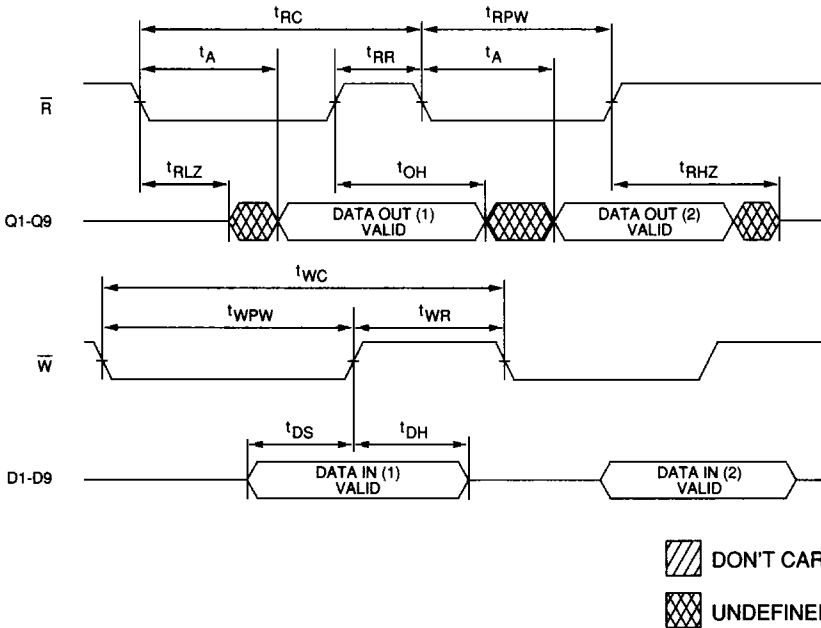 tRC tRPW
tA tRR tA
R̅
tRLZ tOH tRHZ
Q1-Q9 DATA OUT (1) VALID DATA OUT (2) VALID
tWC
tWPW tWR
W̅
tDS tDH
D1-D9 DATA IN (1) VALID DATA IN (2) VALID
DON'T CAR
UNDEFINE